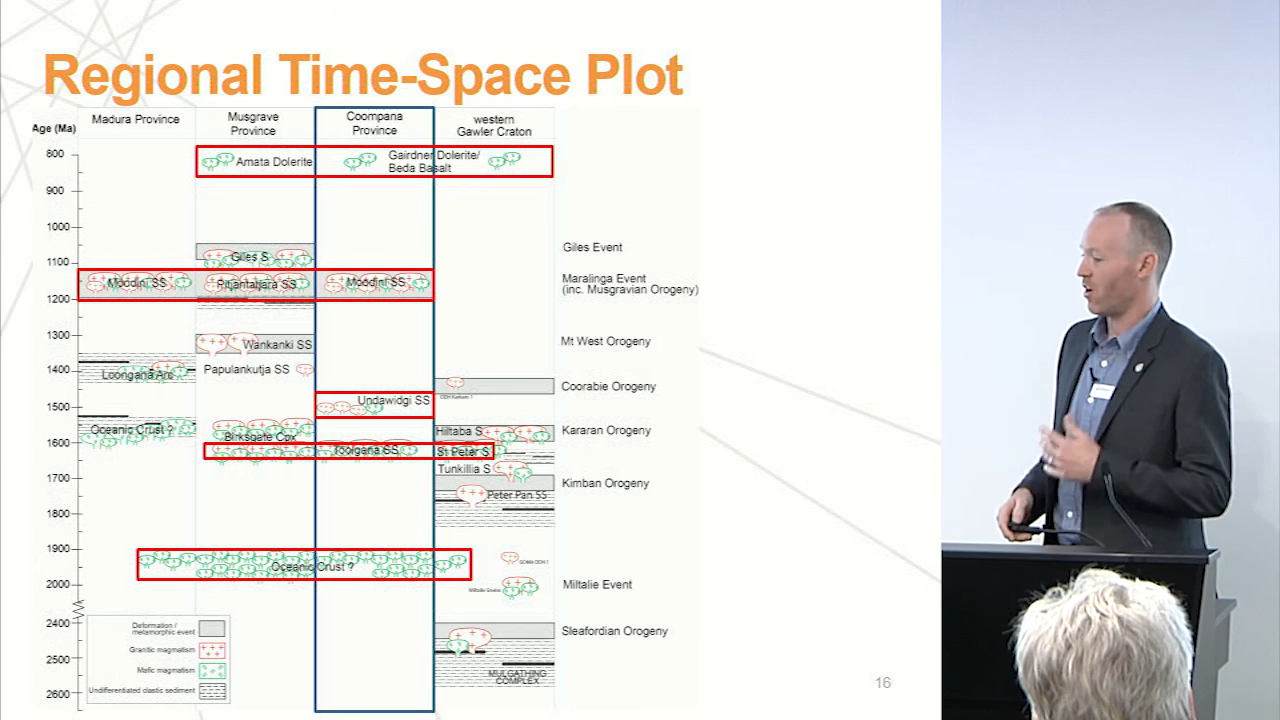 Regional Time-Space Plot
Age (Ma)
Madura Province
Musgrave
Province
Coompana
Province
western
Gawler Craton
800
900
1000
1100
1200
1300
1400
1500
1600
1700
1800
1900
2000
2400
2500
2600
Amata Dolerite
Gairdner Dolerite/
Beda Basalt
Giles S
Giles Event
Moodini SS
Pitjantatjara SS
Moodini SS
Maralinga Event
(inc. Musgravian Orogeny)
Wankanki SS
Mt West Orogeny
Loongana Arc
Papulankutja SS
Coorabie Orogeny
Undawidgi SS
Oceanic Crust ?
Birksgate Cpx
Hiltaba S
Kararan Orogeny
Toolgana SS
St Peter S
Tunkillia S
Kimban Orogeny
Peter Pan SS
Oceanic Crust ?
Miltalie Event
Sleafordian Orogeny
MULGATHING
COMPLEX
Deformation /
metamorphic event
Granitic magmatism
Mafic magmatism
Undifferentiated clastic sediment
16